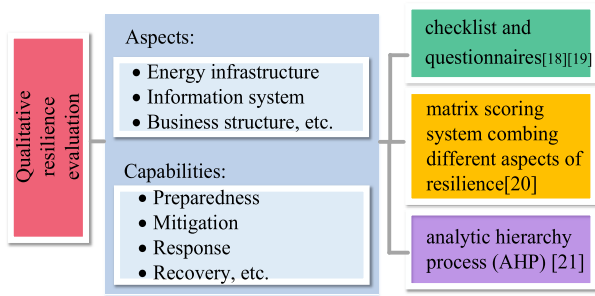 Qualitative
resilience
evaluation
Aspects:
• Energy infrastructure
• Information system
• Business structure, etc.
Capabilities:
• Preparedness
• Mitigation
• Response
• Recovery, etc.
checklist and
questionnaires[18][19]
matrix scoring
system combing
different aspects of
resilience[20]
analytic hierarchy
process (AHP) [21]